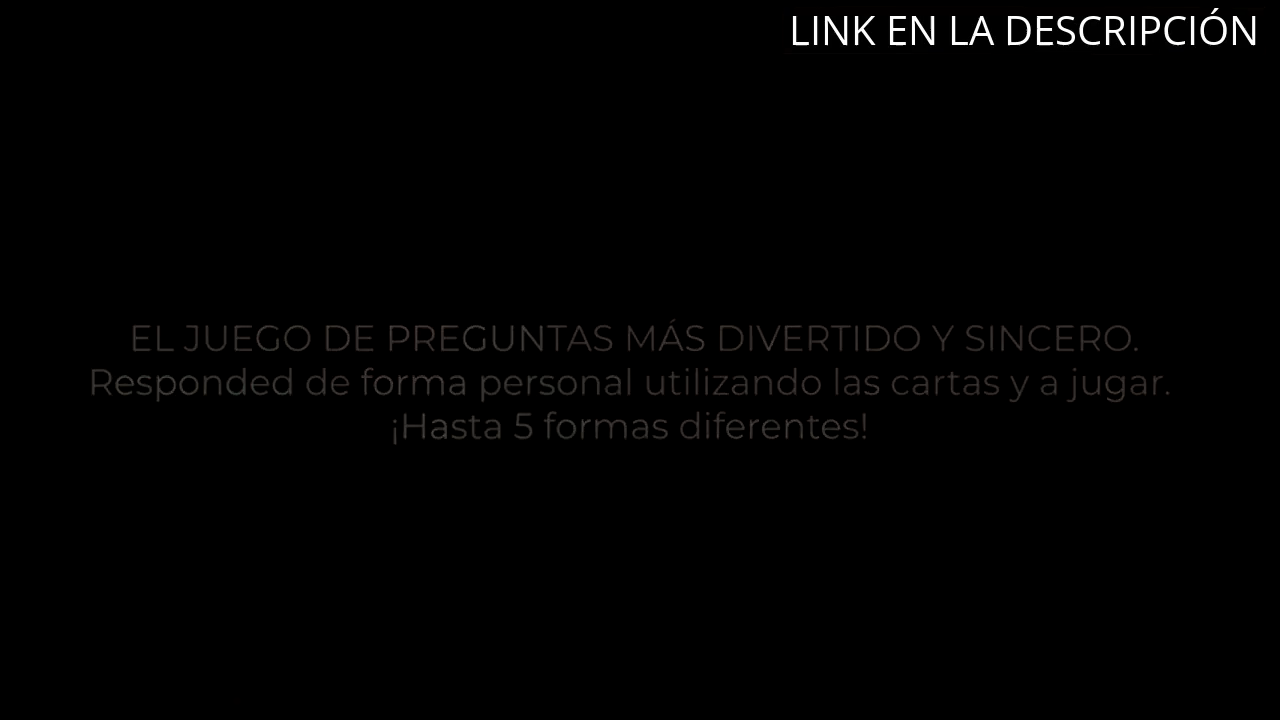 LINK EN LA DESCRIPCIÓN
EL JUEGO DE PREGUNTAS MÁS DIVERTIDO Y SINCERO.
Responded de forma personal utilizando las cartas y a jugar.
¡Hasta 5 formas diferentes!